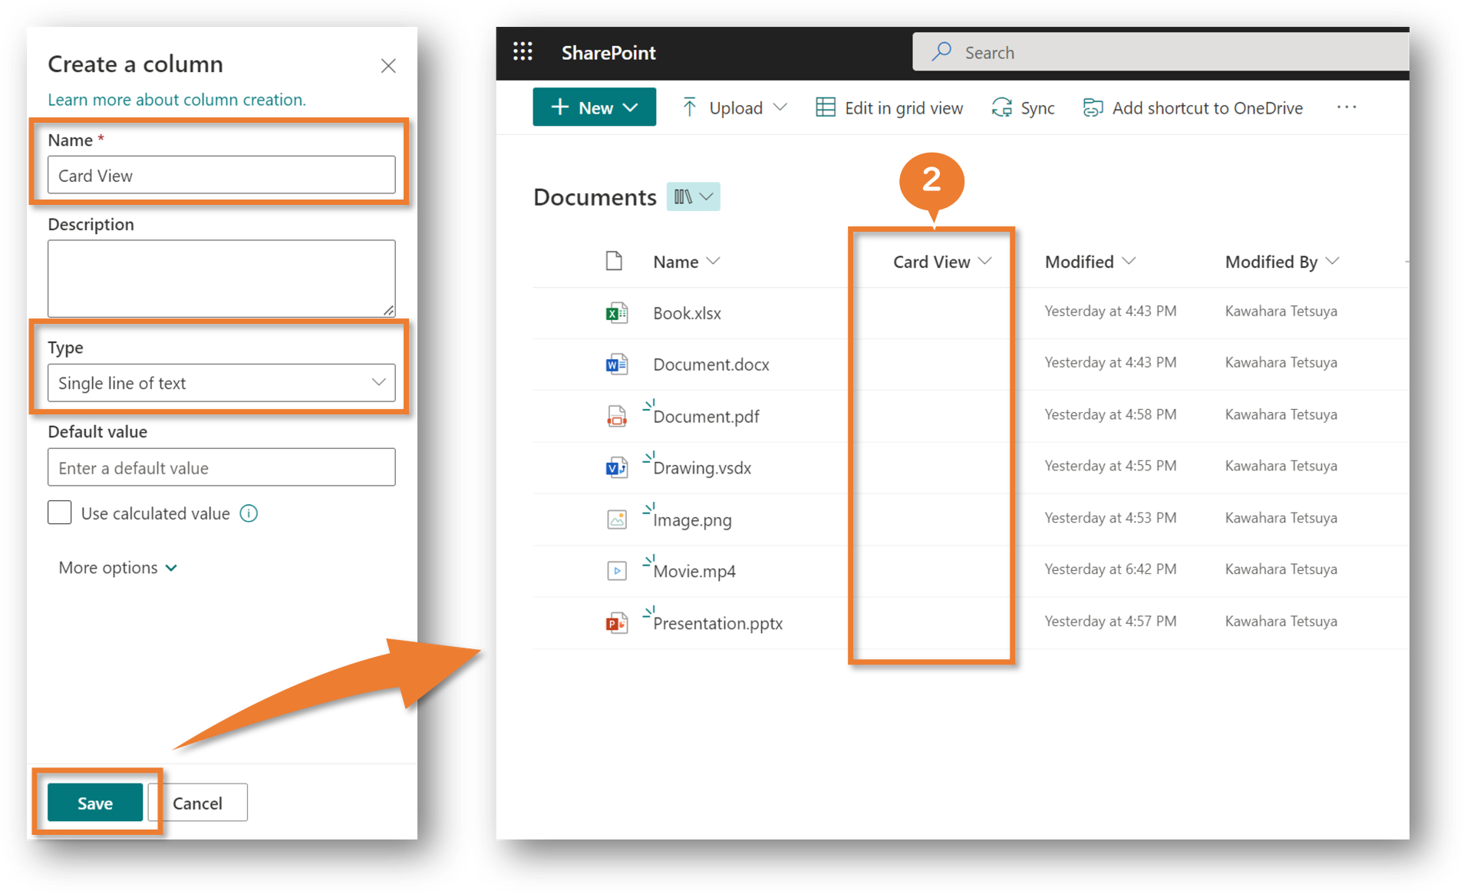 Create a column
Learn more about column creation.
Name *
Card View
Description
Type
Single line of text
Default value
Enter a default value
Use calculated value
More options
Save
Cancel
SharePoint
Search
New
Upload
Edit in grid view
Sync
Add shortcut to OneDrive
...
Documents
2
Name Card View Modified Modified By
Book.xlsx Yesterday at 4:43 PM Kawahara Tetsuya
Document.docx Yesterday at 4:43 PM Kawahara Tetsuya
Document.pdf Yesterday at 4:58 PM Kawahara Tetsuya
Drawing.vsdx Yesterday at 4:55 PM Kawahara Tetsuya
Image.png Yesterday at 4:53 PM Kawahara Tetsuya
Movie.mp4 Yesterday at 6:42 PM Kawahara Tetsuya
Presentation.pptx Yesterday at 4:57 PM Kawahara Tetsuya